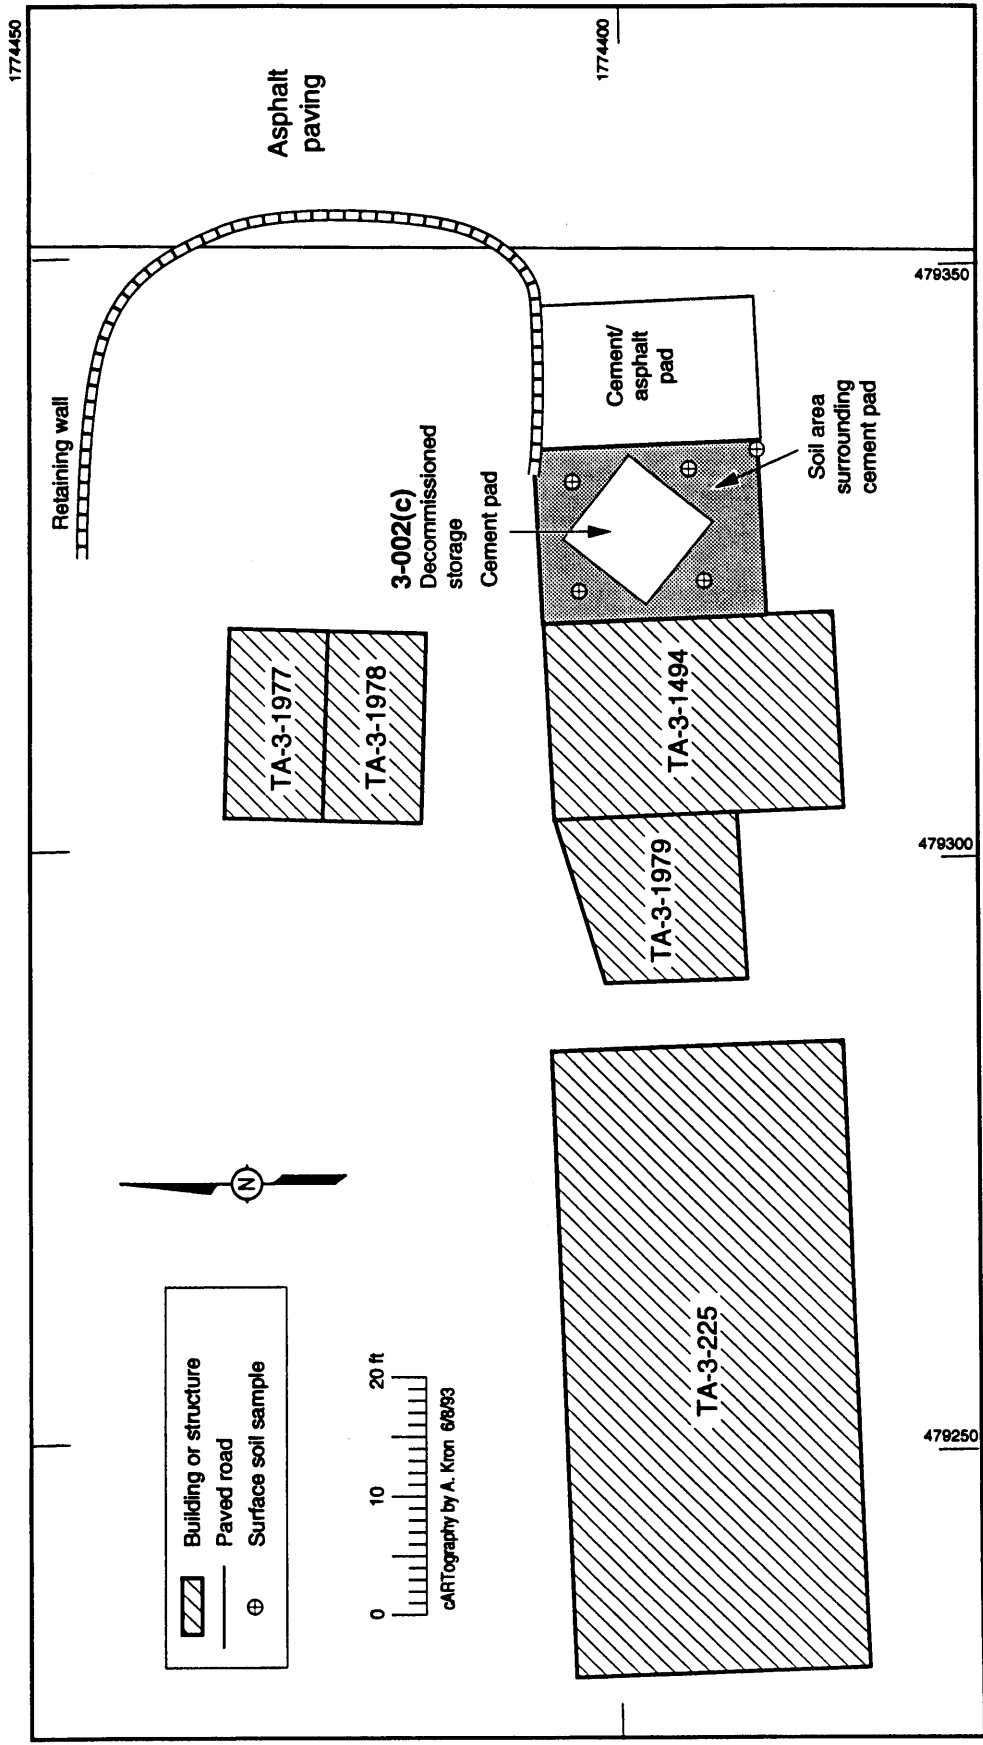 1774450
1774400
Asphalt
paving
479350
Retaining wall
Cement/
asphalt
pad
3-002(c)
Decommissioned
storage
Cement pad
Soil area
surrounding
cement pad
TA-3-1977
TA-3-1978
TA-3-1494
TA-3-1979
479300
N
TA-3-225
479250
Building or structure
Paved road
Surface soil sample
0
10
20 ft
cARTography by A. Kron 6/8/93